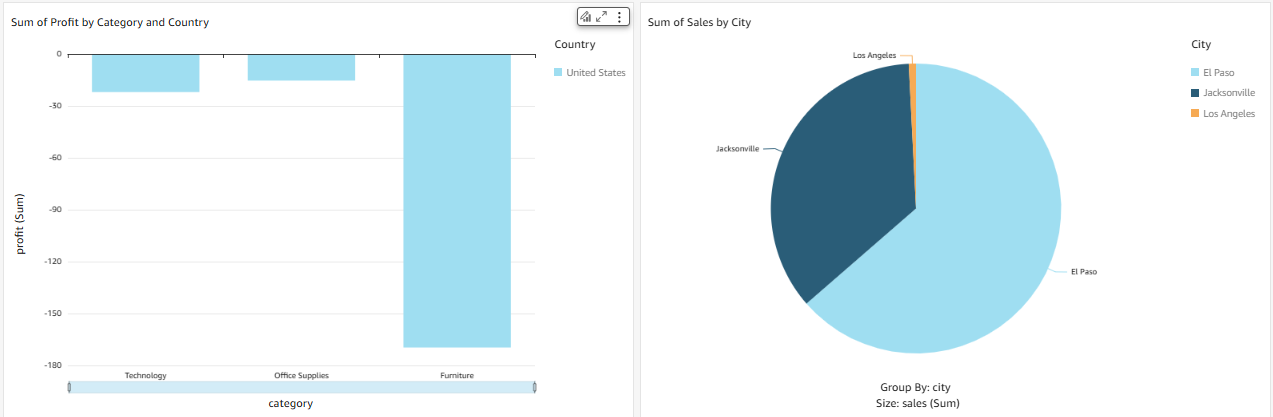 Sum of Profit by Category and Country
Country
United States
0
-30
-60
-90
-120
-150
-180
profit (Sum)
Technology
Office Supplies
Furniture
category
Sum of Sales by City
City
El Paso
Jacksonville
Los Angeles
Los Angeles
Jacksonville
El Paso
Group By: city
Size: sales (Sum)